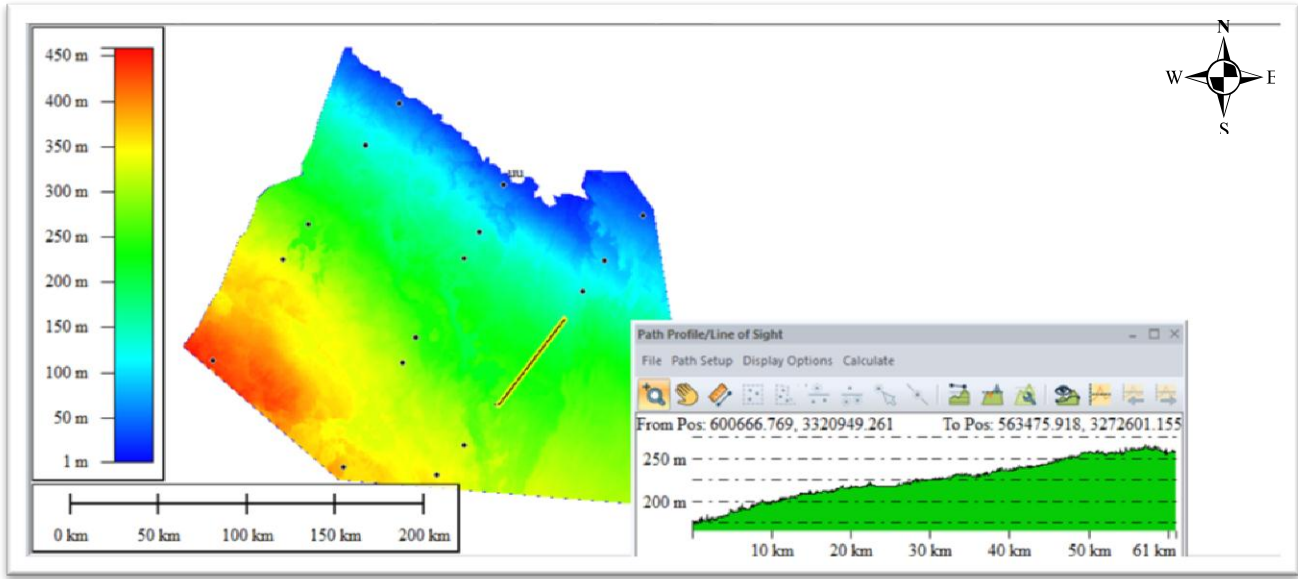 N
W E
S
450 m
400 m
350 m
300 m
250 m
200 m
150 m
100 m
50 m
1 m
0 km 50 km 100 km 150 km 200 km
Path Profile/Line of Sight
File Path Setup Display Options Calculate
From Pos: 600666.769, 3320949.261 To Pos: 563475.918, 3272601.155
250 m
200 m
10 km 20 km 30 km 40 km 50 km 61 km